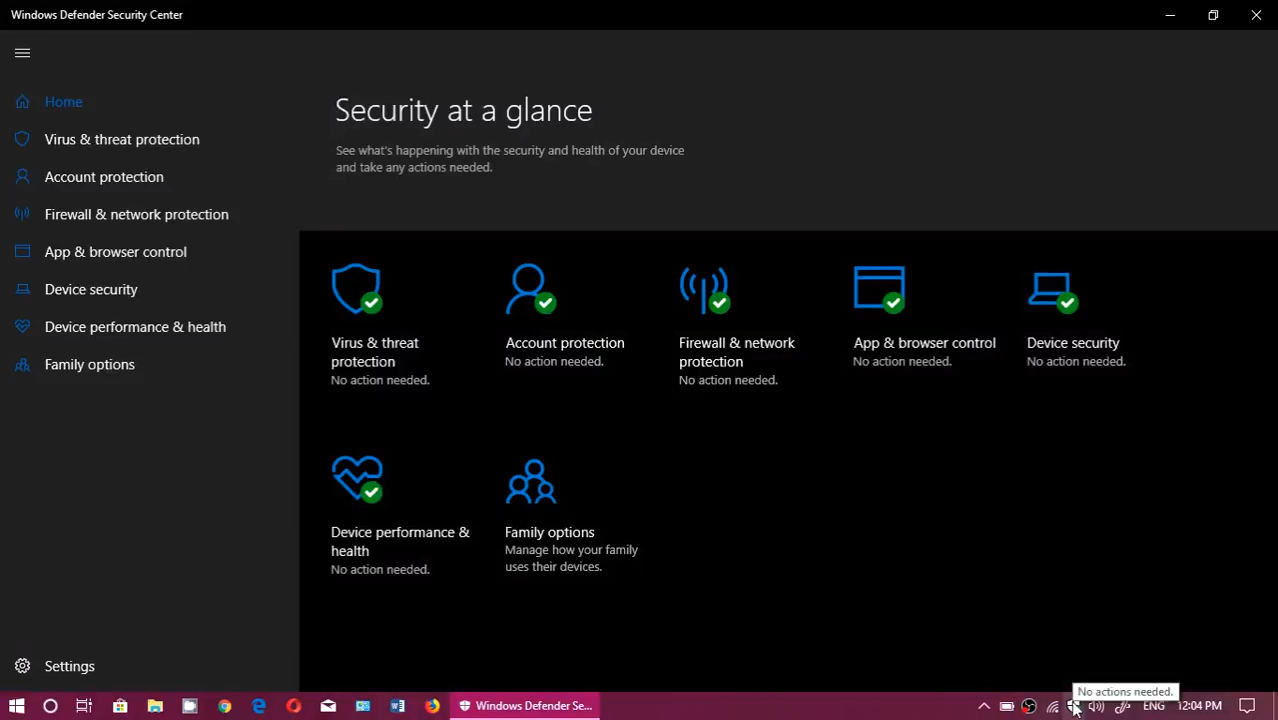 Windows Defender Security Center
Home
Virus & threat protection
Account protection
Firewall & network protection
App & browser control
Device security
Device performance & health
Family options
Settings
Security at a glance
See what's happening with the security and health of your device
and take any actions needed.
Virus & threat
protection
No action needed.
Account protection
No action needed.
Firewall & network
protection
No action needed.
App & browser control
No action needed.
Device security
No action needed.
Device performance &
health
No action needed.
Family options
Manage how your family
uses their devices.
No actions needed.
Windows Defender Se...
ENG
12:04 PM